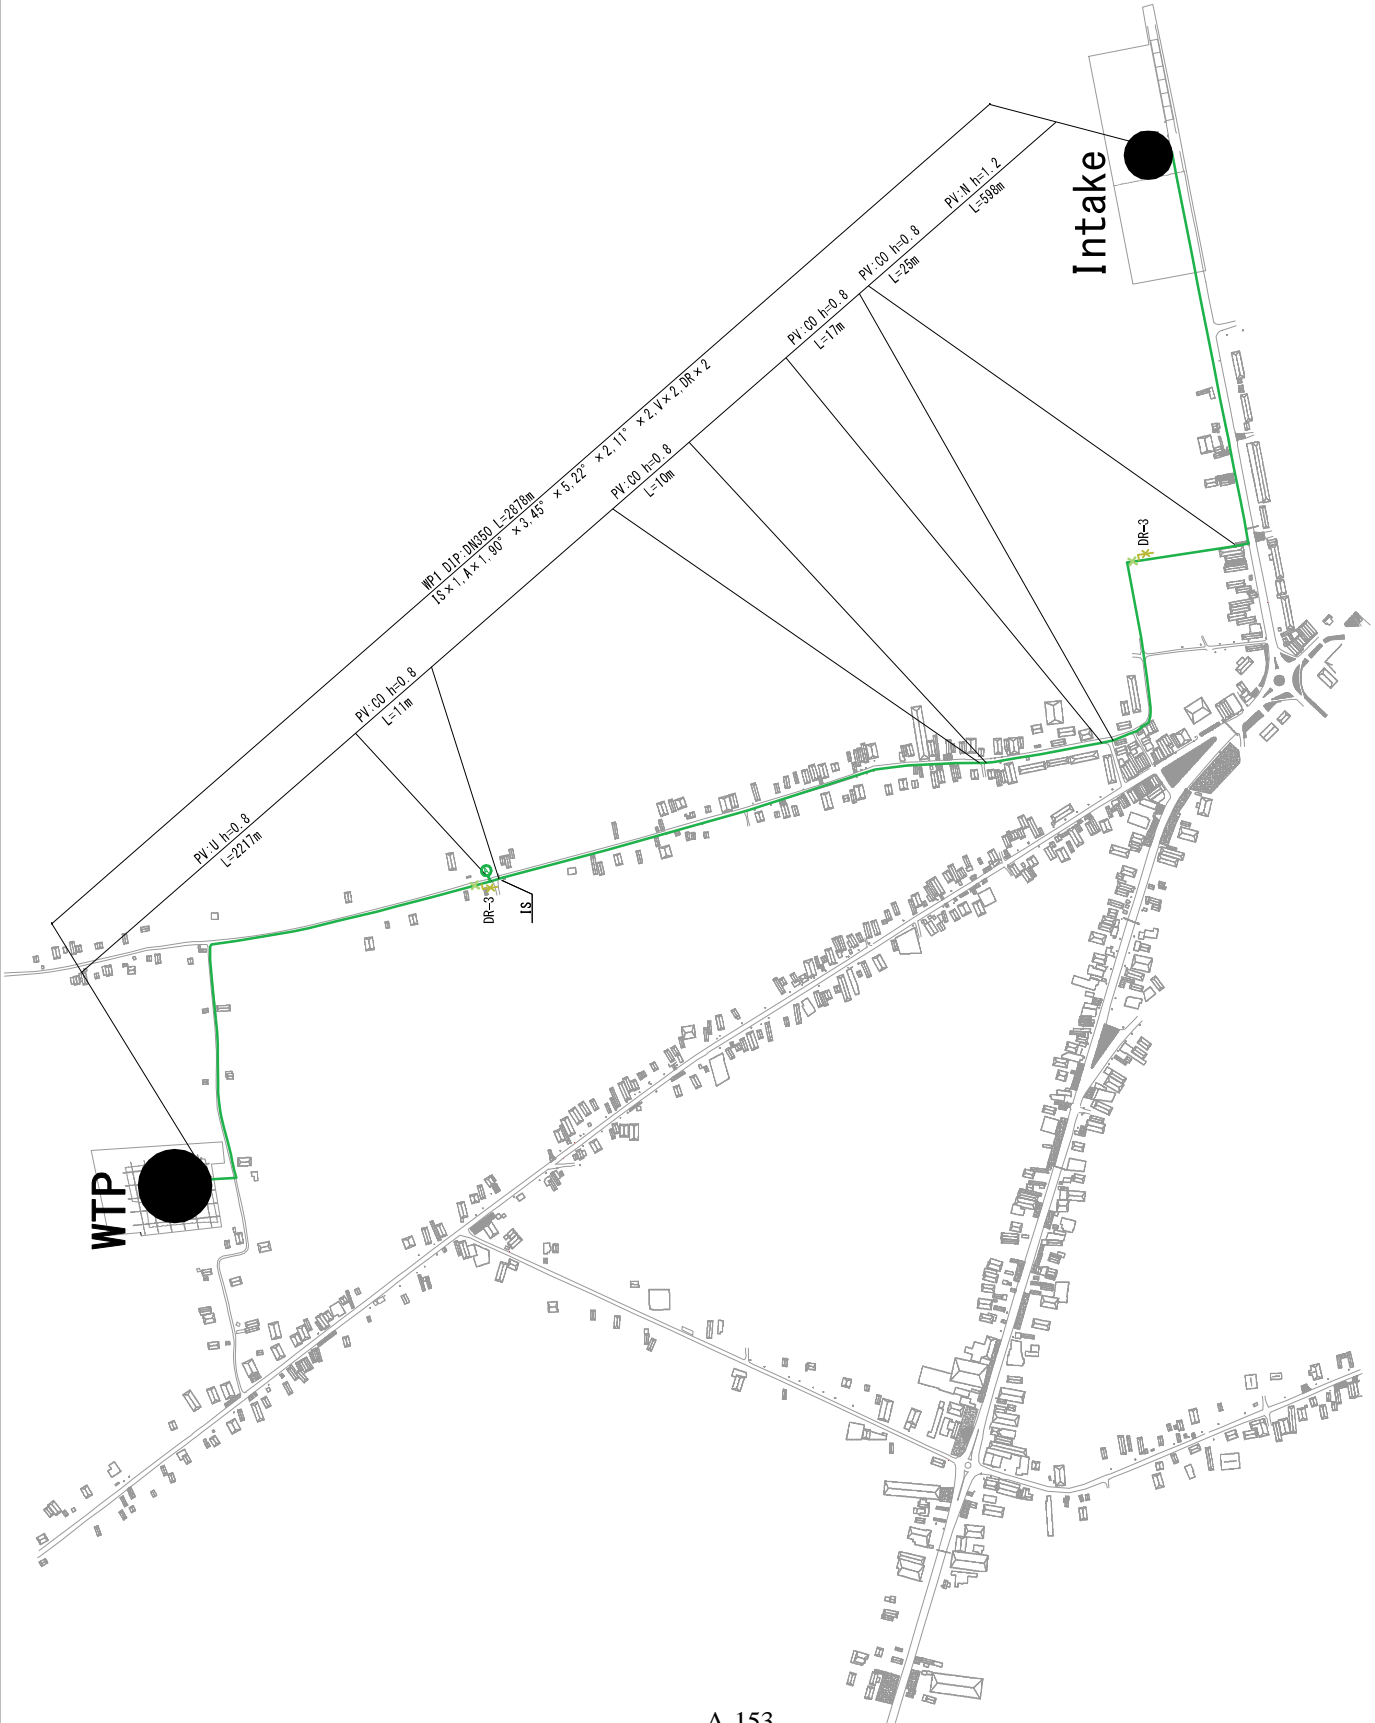 Intake
PV:N h=1.2
L=598m
PV:CO h=0.8
L=25m
PV:CO h=0.8
L=17m
WP1 DIP:DN350 L=2878m
IS×1,A×1,90°×3,45°×5,22°×2,11°×2,V×2,DR×2
PV:CO h=0.8
L=10m
DR-3
PV:CO h=0.8
L=11m
PV:U h=0.8
L=2217m
DR-3
IS
WTP
A-153